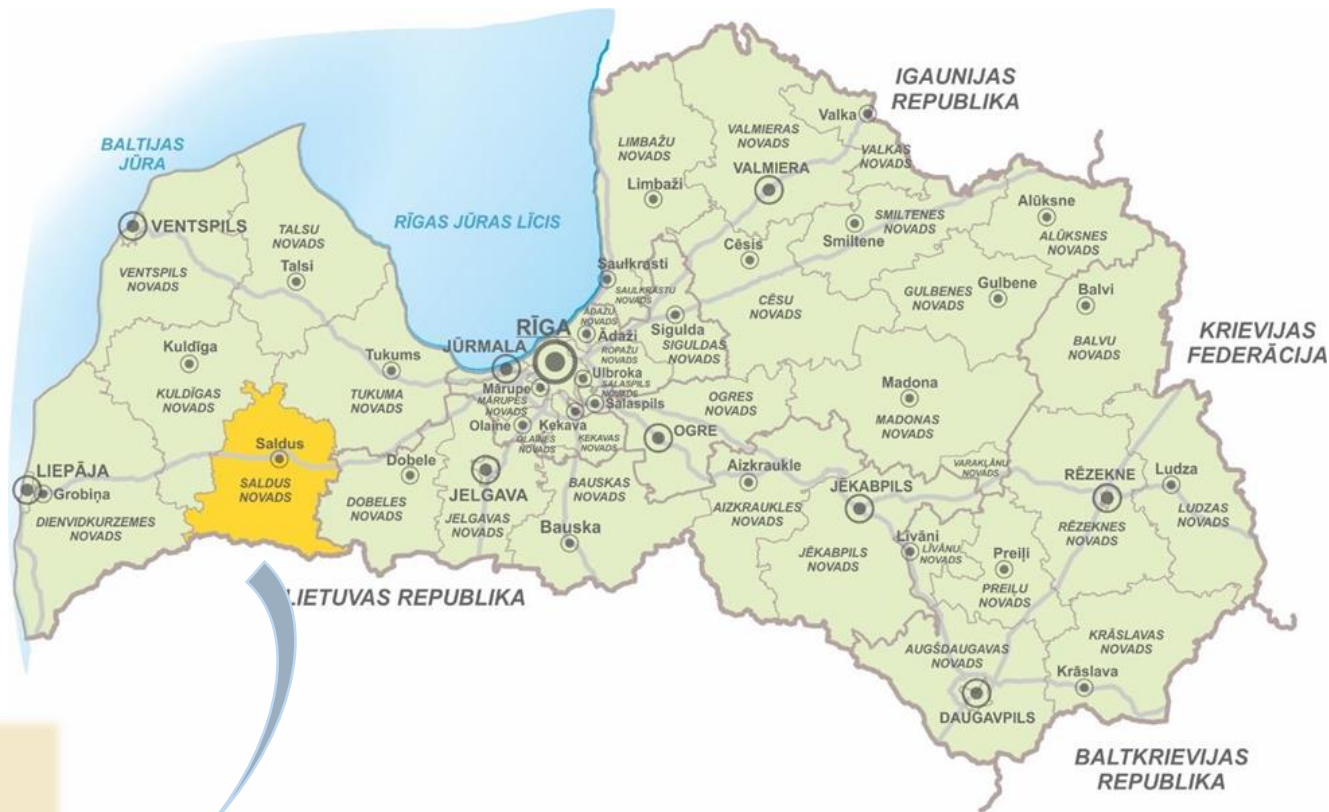 IGAUNIJAS
REPUBLIKA
BALTIJAS
JŪRA
RĪGAS JŪRAS LĪCIS
Valka
LIMBAŽU
NOVADS
VALMIERAS
NOVADS
VALKAS
NOVADS
Limbaži
VALMIERA
VENTSPILS
TALSU
NOVADS
Talsi
VENTSPILS
NOVADS
Cēsis
Smiltene
SMILTENES
NOVADS
Alūksne
ALŪKSNES
NOVADS
Saulkrasti
SAULKRASTU
NOVADS
CĒSU
NOVADS
GULBENES
NOVADS
Gulbene
Balvi
BALVU
NOVADS
ĀDAŽU
NOVADS
Ādaži
Sigulda
SIGULDAS
NOVADS
RĪGA
JŪRMALA
ROPAŽU
NOVADS
Ulbroka
SALASPILS
NOVADS
Salaspils
KRIEVIJAS
FEDERĀCIJA
Kuldīga
KULDĪGAS
NOVADS
Tukums
TUKUMA
NOVADS
Mārupe
MĀRUPES
NOVADS
Olaine
OLAINES
NOVADS
Ķekava
ĶEKAVAS
NOVADS
OGRES
NOVADS
OGRE
Madona
MADONAS
NOVADS
Saldus
SALDUS
NOVADS
LIEPĀJA
Grobiņa
DIENVIDKURZEMES
NOVADS
Dobele
DOBELES
NOVADS
JELGAVA
JELGAVAS
NOVADS
BAUSKAS
NOVADS
Bauska
Aizkraukle
AIZKRAUKLES
NOVADS
JĒKABPILS
JĒKABPILS
NOVADS
VARAKĻĀNU
NOVADS
RĒZEKNE
RĒZEKNES
NOVADS
Ludza
LUDZAS
NOVADS
Līvāni
LĪVĀNU
NOVADS
Preiļi
PREIĻU
NOVADS
LIETUVAS REPUBLIKA
AUGŠDAUGAVAS
NOVADS
DAUGAVPILS
KRĀSLAVAS
NOVADS
Krāslava
BALTKRIEVIJAS
REPUBLIKA